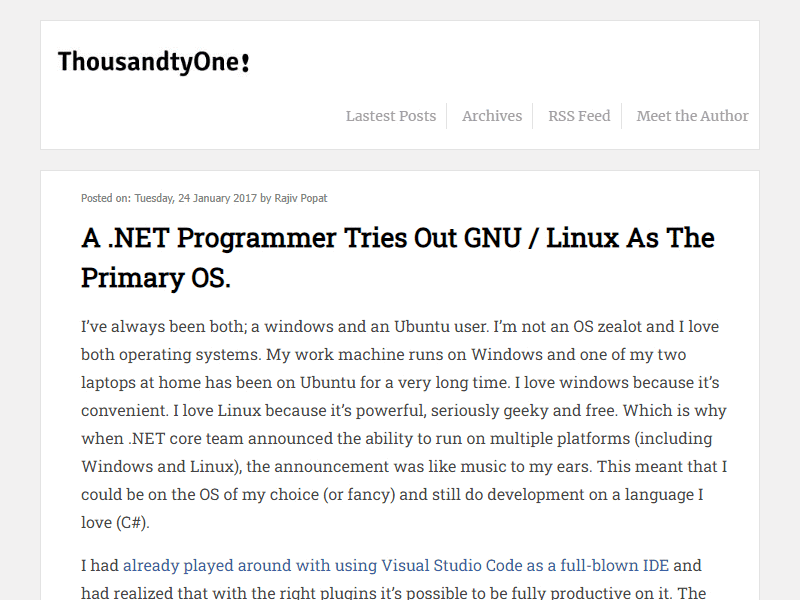 ThousandtyOne!
Lastest Posts
Archives
RSS Feed
Meet the Author
Posted on: Tuesday, 24 January 2017 by Rajiv Popat
A .NET Programmer Tries Out GNU / Linux As The
Primary OS.
I’ve always been both; a windows and an Ubuntu user. I’m not an OS zealot and I love
both operating systems. My work machine runs on Windows and one of my two
laptops at home has been on Ubuntu for a very long time. I love windows because it’s
convenient. I love Linux because it’s powerful, seriously geeky and free. Which is why
when .NET core team announced the ability to run on multiple platforms (including
Windows and Linux), the announcement was like music to my ears. This meant that I
could be on the OS of my choice (or fancy) and still do development on a language I
love (C#).
I had already played around with using Visual Studio Code as a full-blown IDE and
had realized that with the right plugins it’s possible to be fully productive on it. The